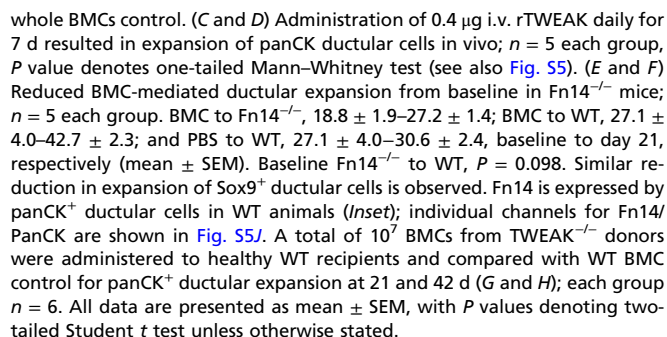 whole BMCs control. (C and D) Administration of 0.4 μg i.v. rTWEAK daily for
7 d resulted in expansion of panCK ductular cells in vivo; n = 5 each group,
P value denotes one-tailed Mann–Whitney test (see also Fig. S5). (E and F)
Reduced BMC-mediated ductular expansion from baseline in Fn14⁻/⁻ mice;
n = 5 each group. BMC to Fn14⁻/⁻, 18.8 ± 1.9–27.2 ± 1.4; BMC to WT, 27.1 ±
4.0–42.7 ± 2.3; and PBS to WT, 27.1 ± 4.0–30.6 ± 2.4, baseline to day 21,
respectively (mean ± SEM). Baseline Fn14⁻/⁻ to WT, P = 0.098. Similar re-
duction in expansion of Sox9⁺ ductular cells is observed. Fn14 is expressed by
panCK⁺ ductular cells in WT animals (Inset); individual channels for Fn14/
PanCK are shown in Fig. S5J. A total of 10⁷ BMCs from TWEAK⁻/⁻ donors
were administered to healthy WT recipients and compared with WT BMC
control for panCK⁺ ductular expansion at 21 and 42 d (G and H); each group
n = 6. All data are presented as mean ± SEM, with P values denoting two-
tailed Student t test unless otherwise stated.